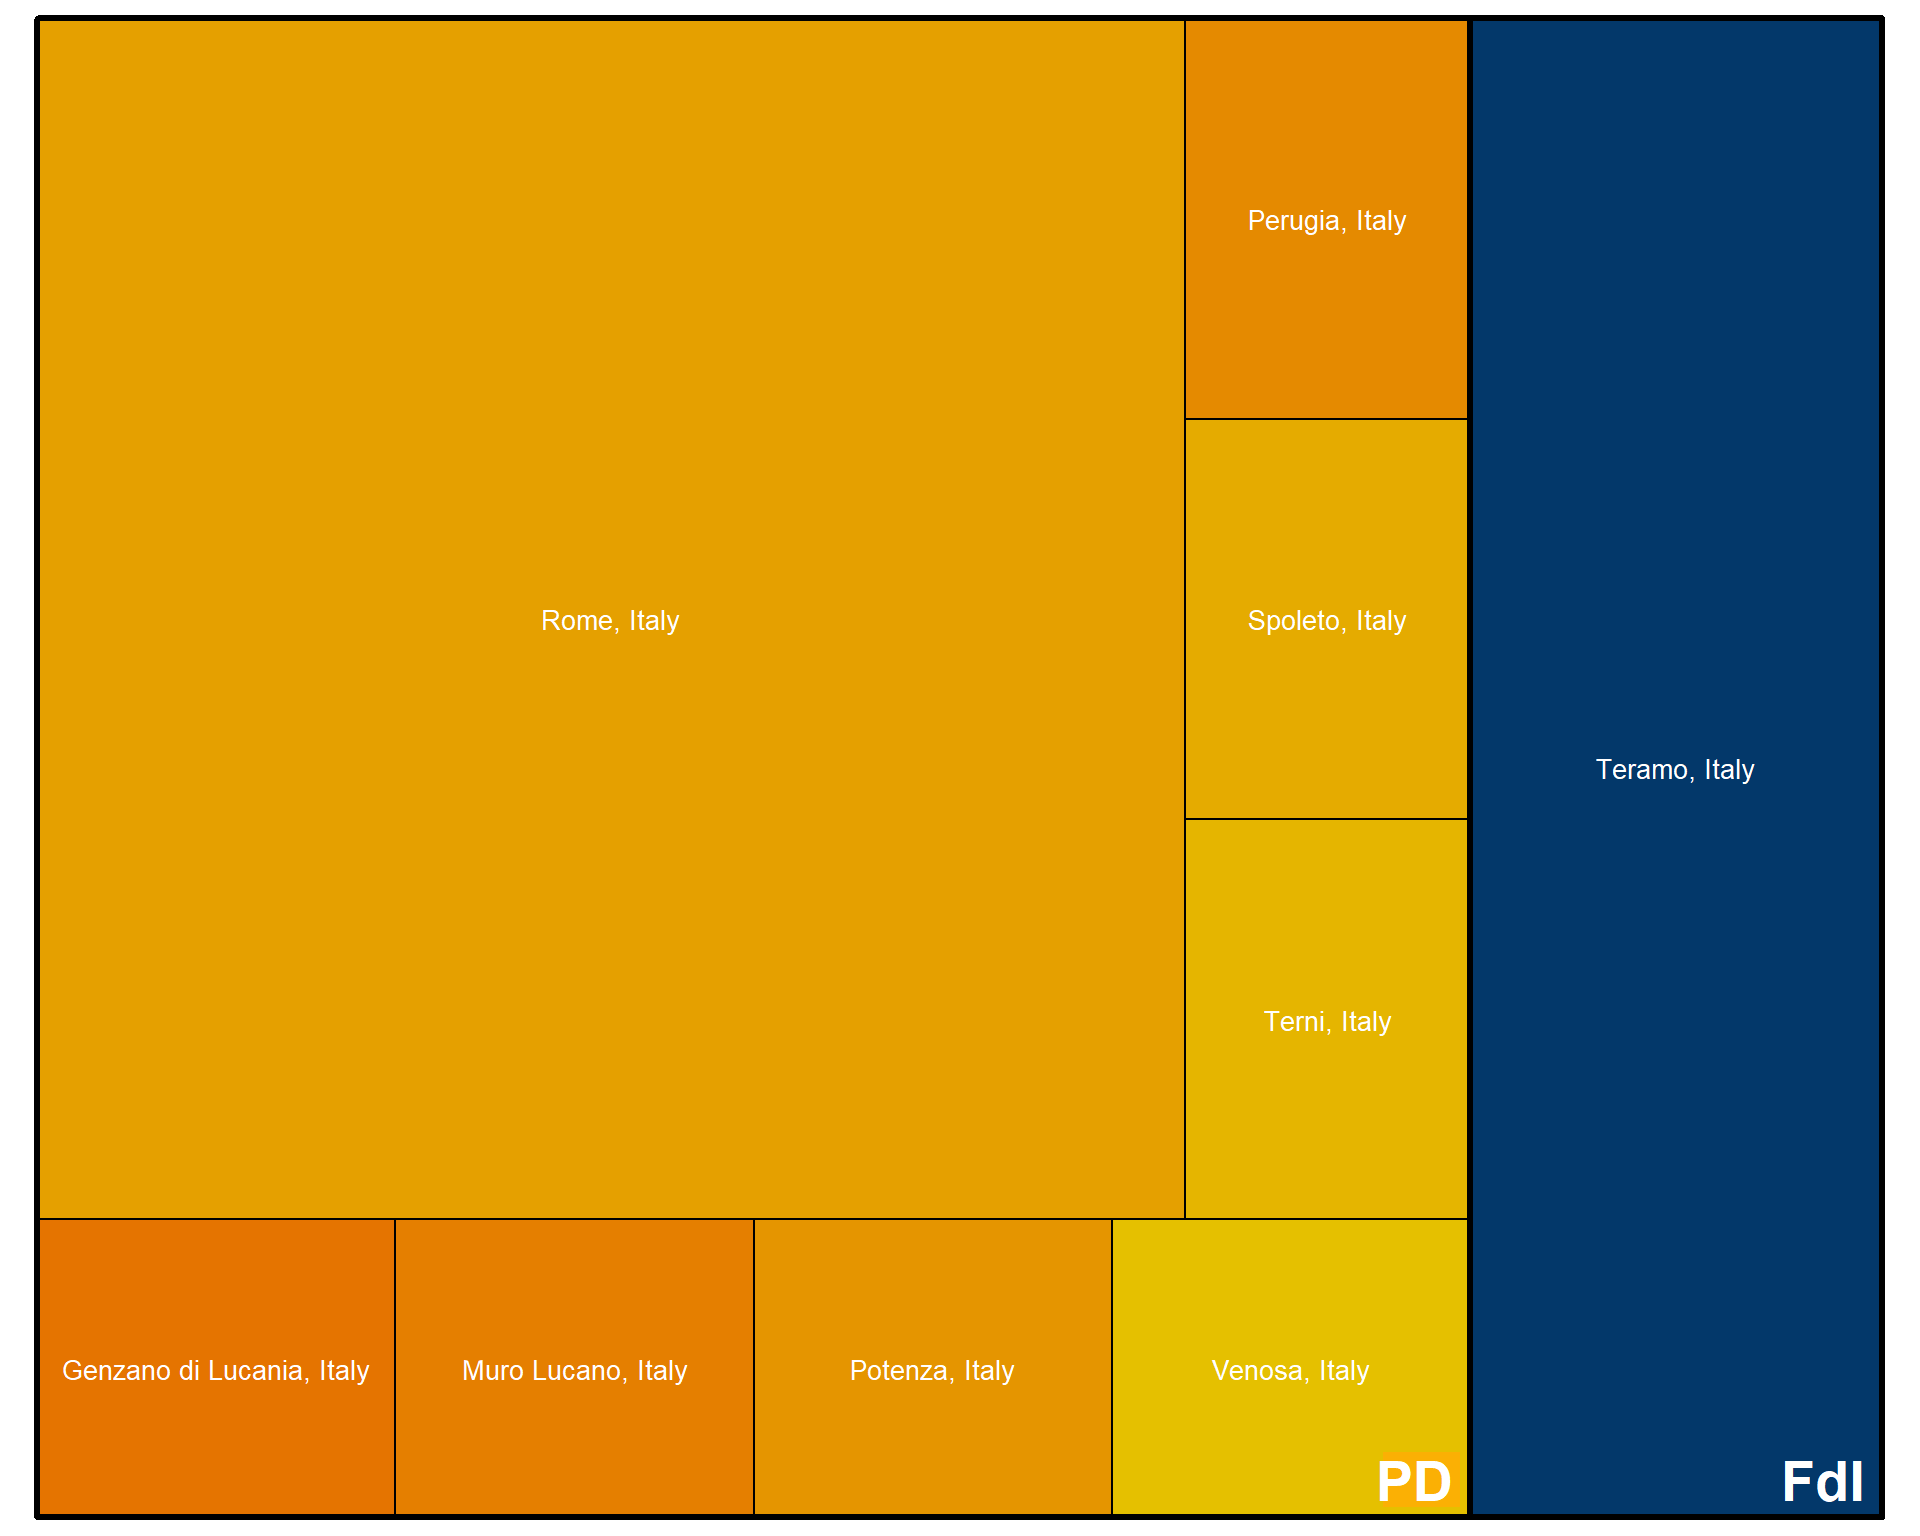 Rome, Italy
Perugia, Italy
Spoleto, Italy
Terni, Italy
Teramo, Italy
Genzano di Lucania, Italy
Muro Lucano, Italy
Potenza, Italy
Venosa, Italy
PD
FdI